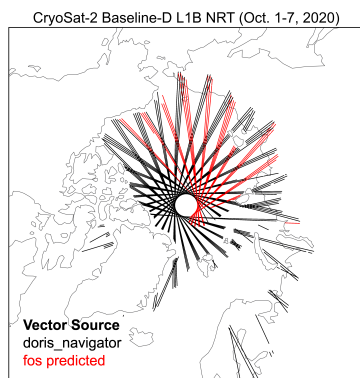 CryoSat-2 Baseline-D L1B NRT (Oct. 1-7, 2020)
Vector Source
doris_navigator
fos predicted